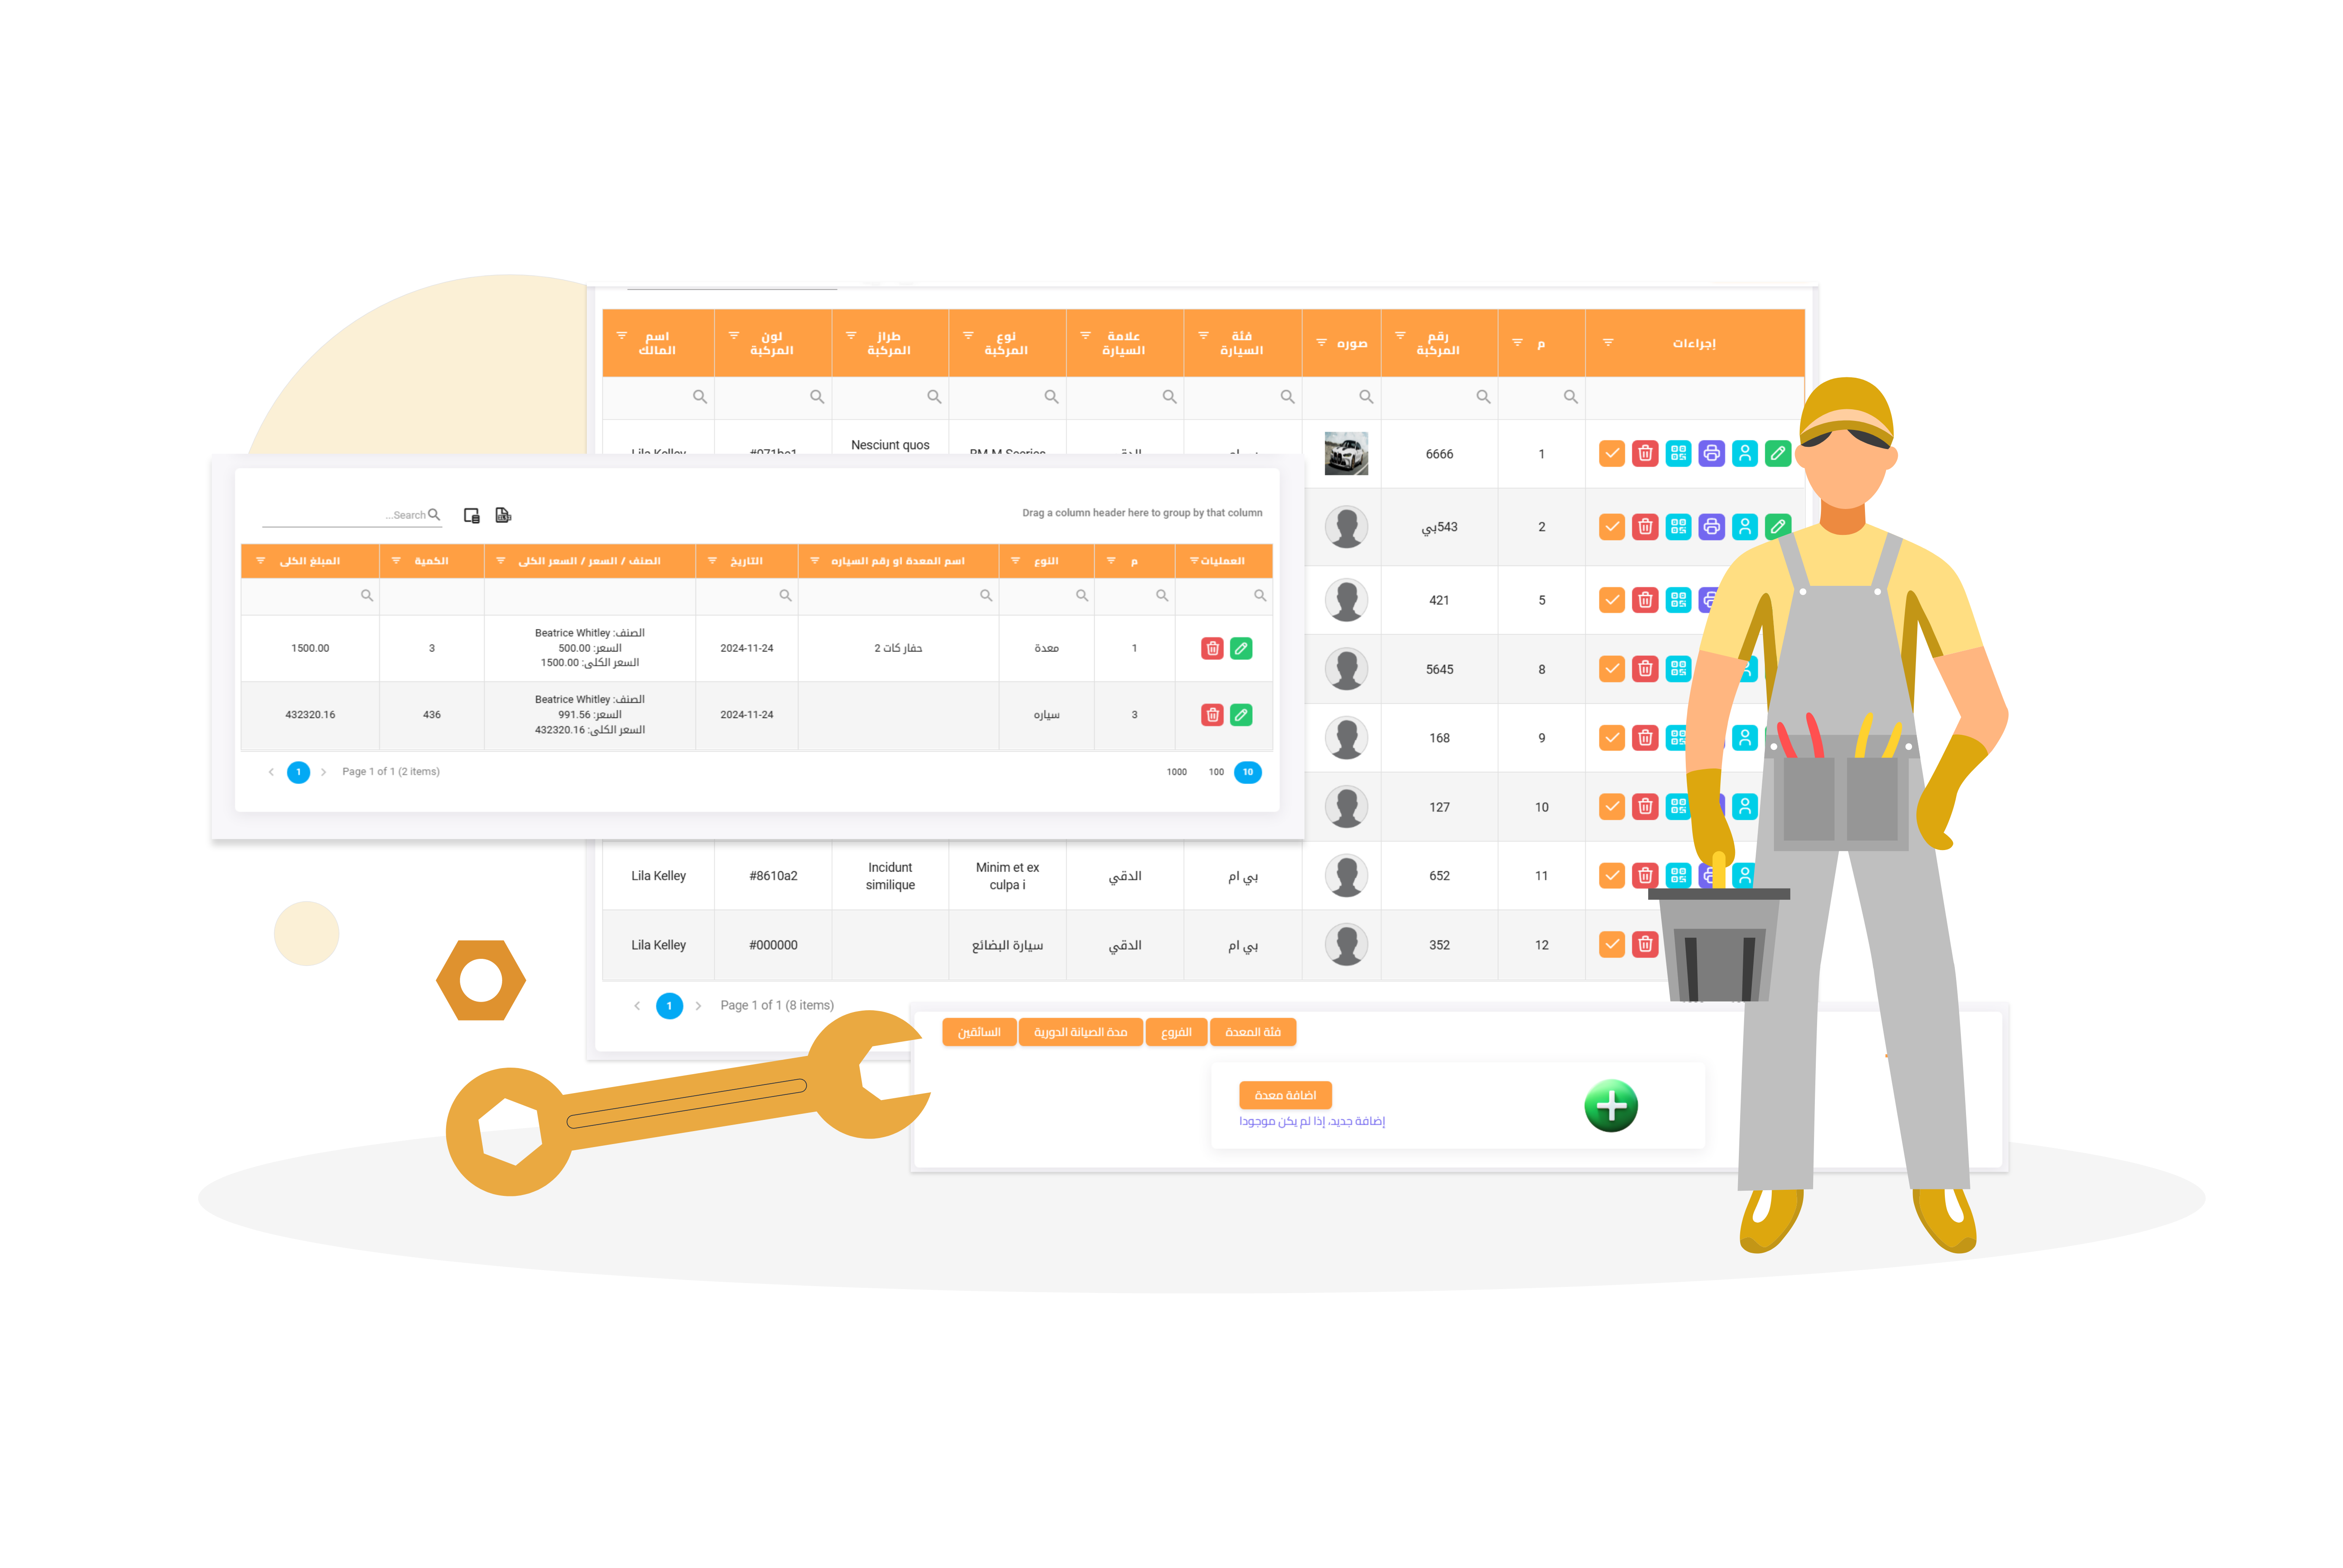 إجراءات
م
رقم
المركبة
صوره
فئة
السيارة
علامة
السيارة
نوع
المركبة
طراز
المركبة
لون
المركبة
اسم
المالك
1
6666
Nesciunt quos
2
543بي
5
421
8
5645
9
168
10
127
11
652
بي ام
الدقي
Minim et ex
culpa i
Incidunt
similique
#8610a2
Lila Kelley
12
352
بي ام
الدقي
سيارة البضائع
#000000
Lila Kelley
1
Page 1 of 1 (8 items)
Drag a column header here to group by that column
Search...
العمليات
م
النوع
اسم المعدة او رقم السياره
التاريخ
الصنف / السعر / السعر الكلى
الكمية
المبلغ الكلى
1
معدة
حفار كات 2
2024-11-24
الصنف: Beatrice Whitley
السعر: 500.00
السعر الكلى: 1500.00
3
1500.00
3
سياره
2024-11-24
الصنف: Beatrice Whitley
السعر: 991.56
السعر الكلى: 432320.16
436
432320.16
1
Page 1 of 1 (2 items)
1000 100 10
فئة المعدة
الفروع
مدة الصيانة الدورية
السائقين
اضافة معدة
إضافة جديد، إذا لم يكن موجودا